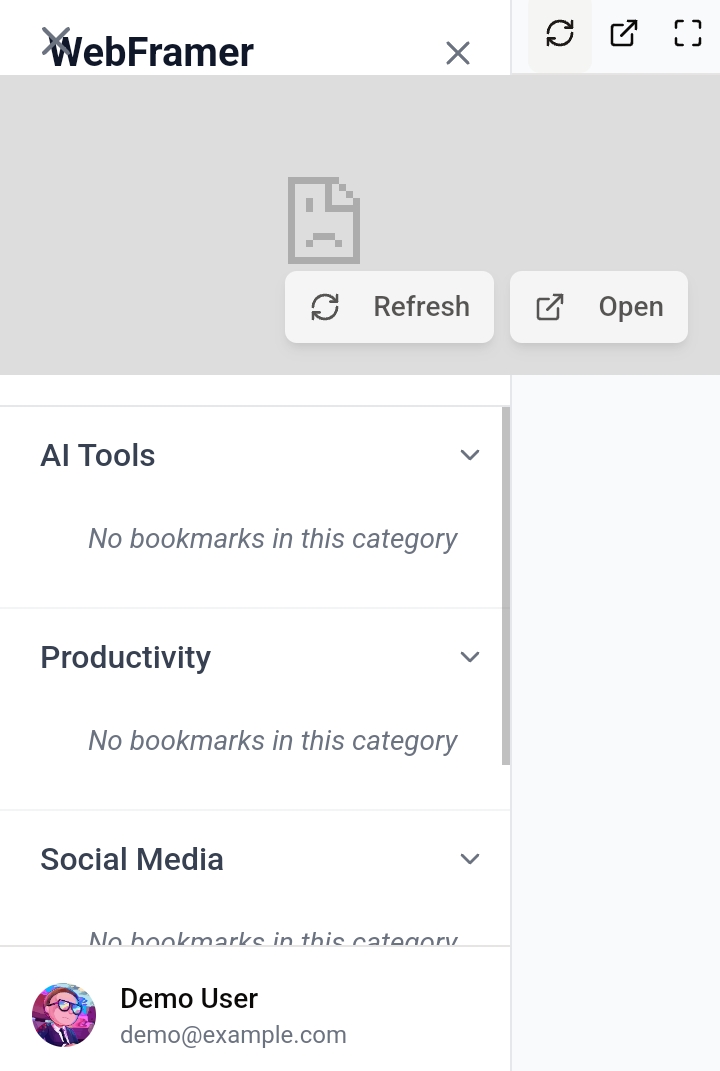 WebFramer
Refresh
Open
AI Tools
No bookmarks in this category
Productivity
No bookmarks in this category
Social Media
No bookmarks in this category
Demo User
demo@example.com